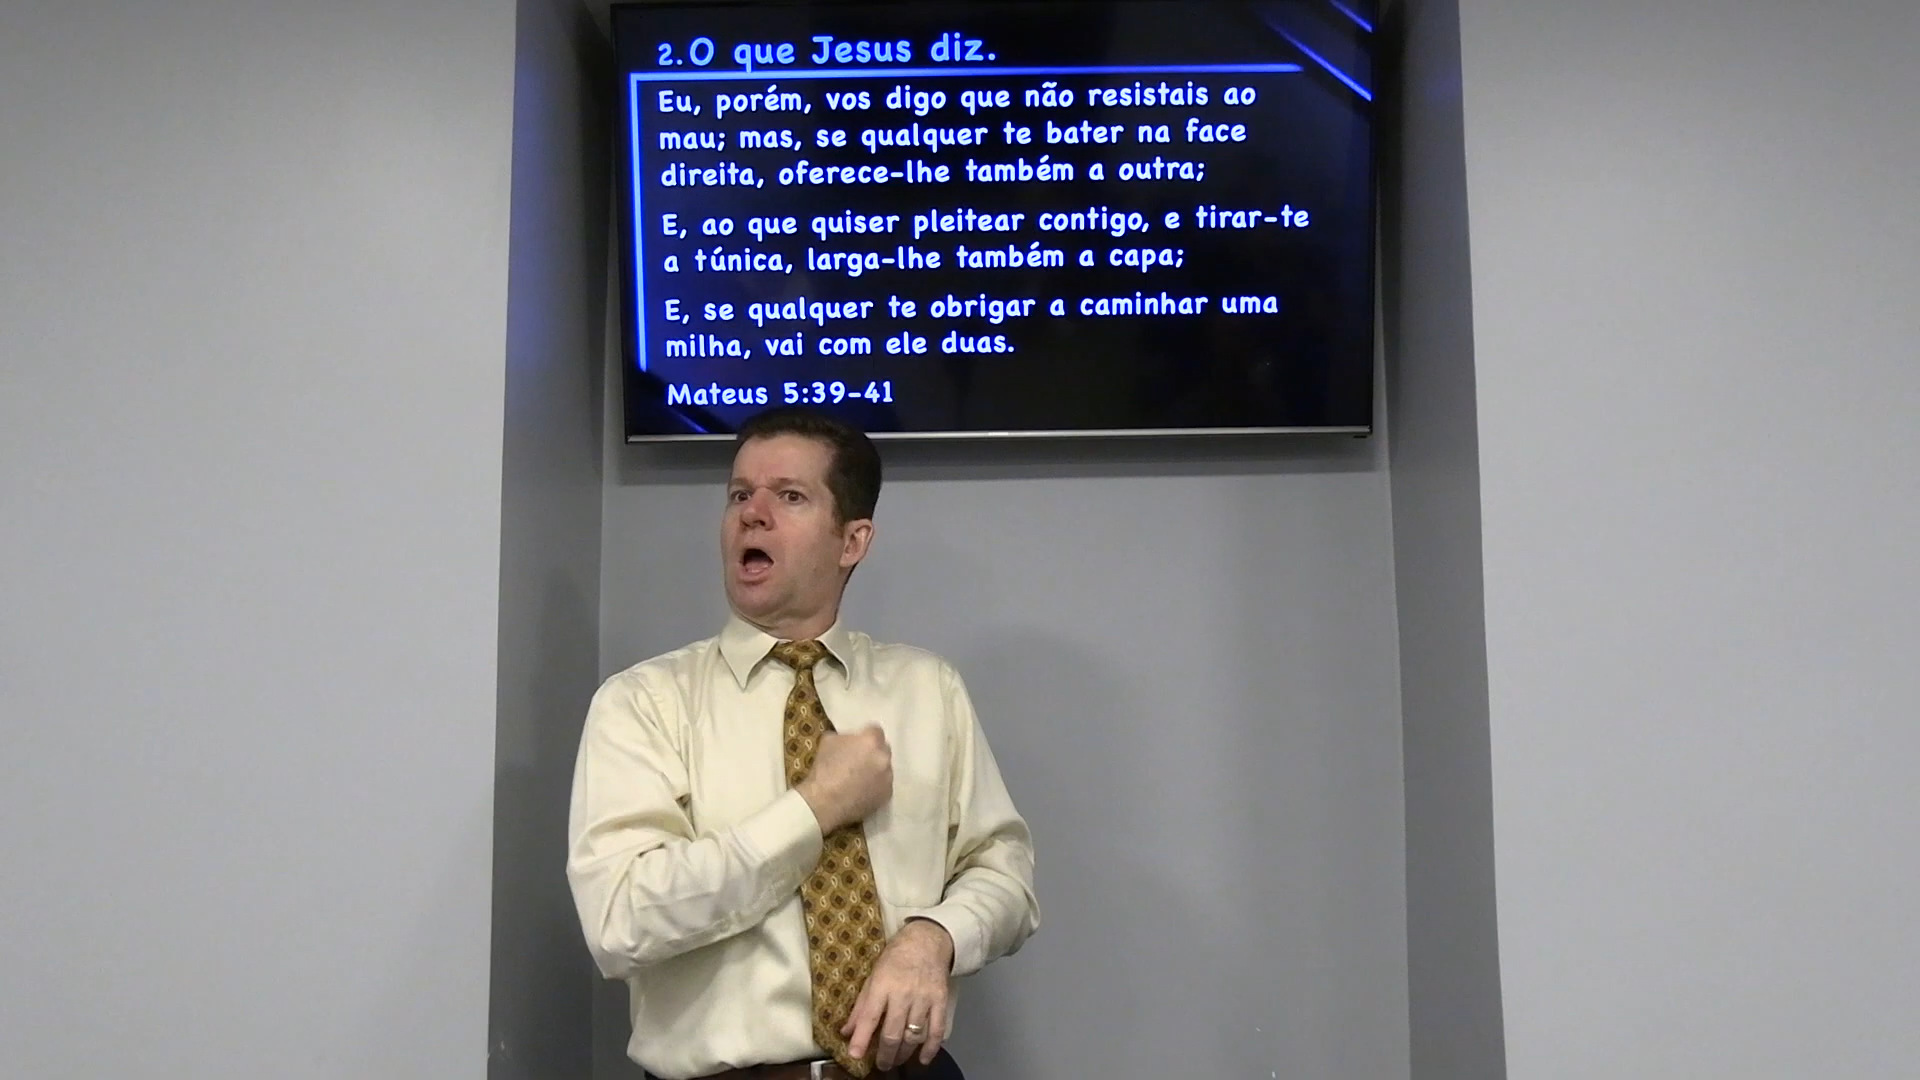 2. O que Jesus diz.
Eu, porém, vos digo que não resistais ao
mau; mas, se qualquer te bater na face
direita, oferece-lhe também a outra;
E, ao que quiser pleitear contigo, e tirar-te
a túnica, larga-lhe também a capa;
E, se qualquer te obrigar a caminhar uma
milha, vai com ele duas.
Mateus 5:39-41